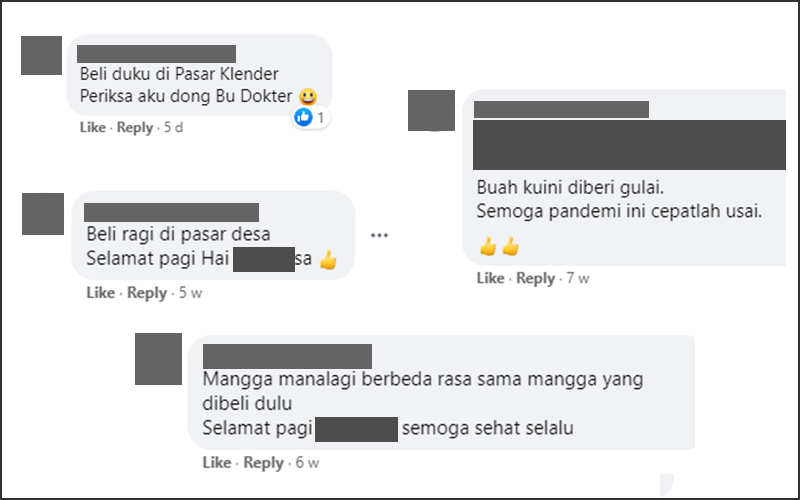 Beli duku di Pasar Klender
Periksa aku dong Bu Dokter 😀
1
Like · Reply · 5 d
Buah kuini diberi gulai.
Semoga pandemi ini cepatlah usai.
👍👍
Like · Reply · 7 w
Beli ragi di pasar desa
Selamat pagi Hai sa 👍
Like · Reply · 5 w
Mangga manalagi berbeda rasa sama mangga yang
dibeli dulu
Selamat pagi semoga sehat selalu
Like · Reply · 6 w